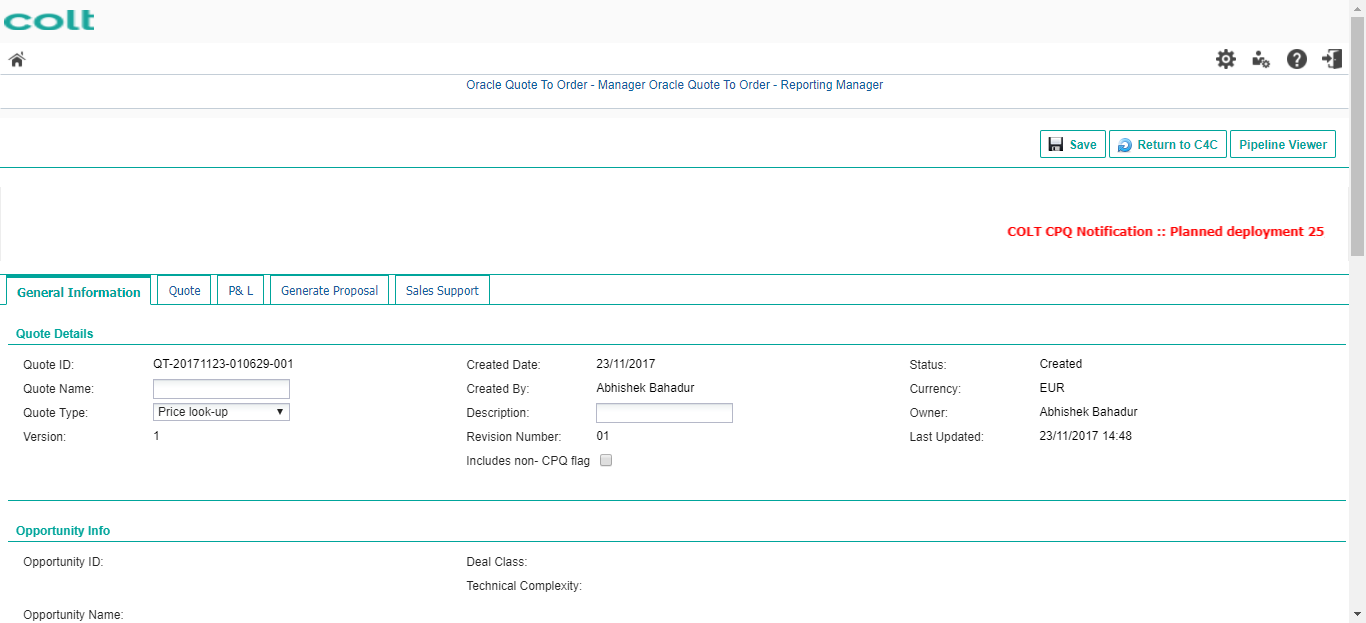 colt
Oracle Quote To Order - Manager Oracle Quote To Order - Reporting Manager
Save Return to C4C Pipeline Viewer
COLT CPQ Notification :: Planned deployment 25
General Information Quote P& L Generate Proposal Sales Support
Quote Details
Quote ID: QT-20171123-010629-001 Created Date: 23/11/2017 Status: Created
Quote Name: Created By: Abhishek Bahadur Currency: EUR
Quote Type: Price look-up Description: Owner: Abhishek Bahadur
Version: 1 Revision Number: 01 Last Updated: 23/11/2017 14:48
Includes non- CPQ flag
Opportunity Info
Opportunity ID: Deal Class:
Technical Complexity:
Opportunity Name: